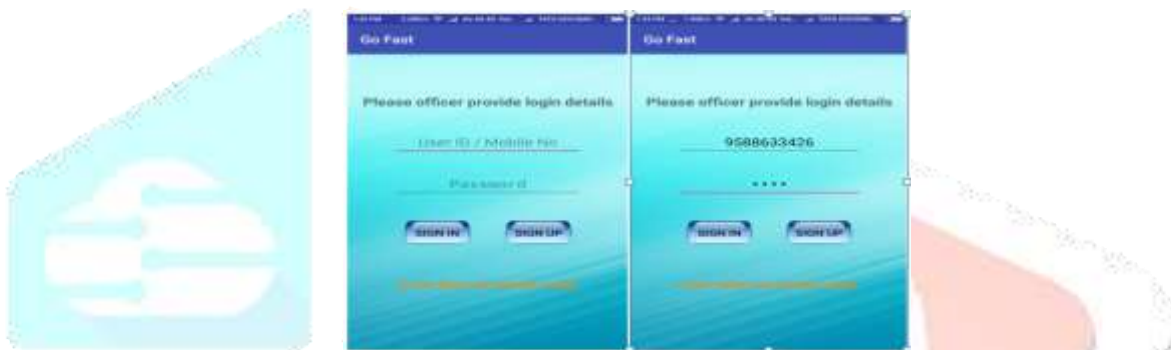 Go Fast
Please officer provide login details
User ID / Mobile No
Password
SIGN IN SIGN UP
Go Fast
Please officer provide login details
9588633426
••••
SIGN IN SIGN UP